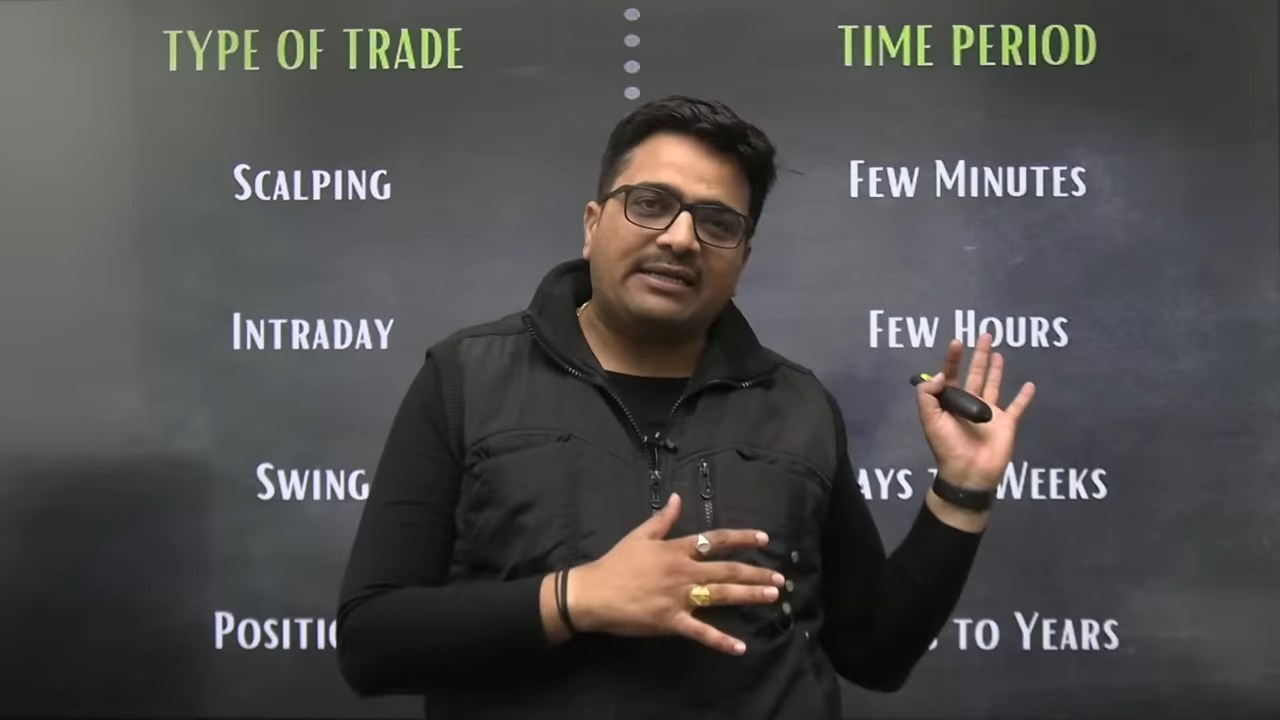 TYPE OF TRADE
TIME PERIOD
SCALPING
FEW MINUTES
INTRADAY
FEW HOURS
SWING
WEEKS
TO YEARS